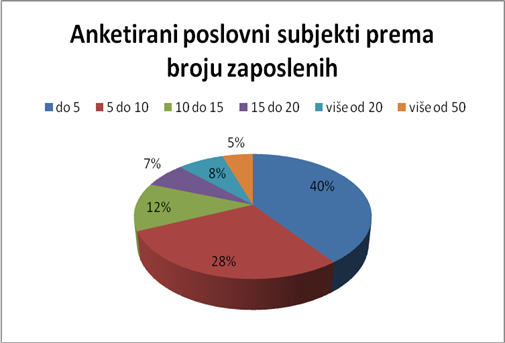 Anketirani poslovni subjekti prema
broju zaposlenih
do 5 5 do 10 10 do 15 15 do 20 više od 20 više od 50
5%
7%
8%
40%
12%
28%